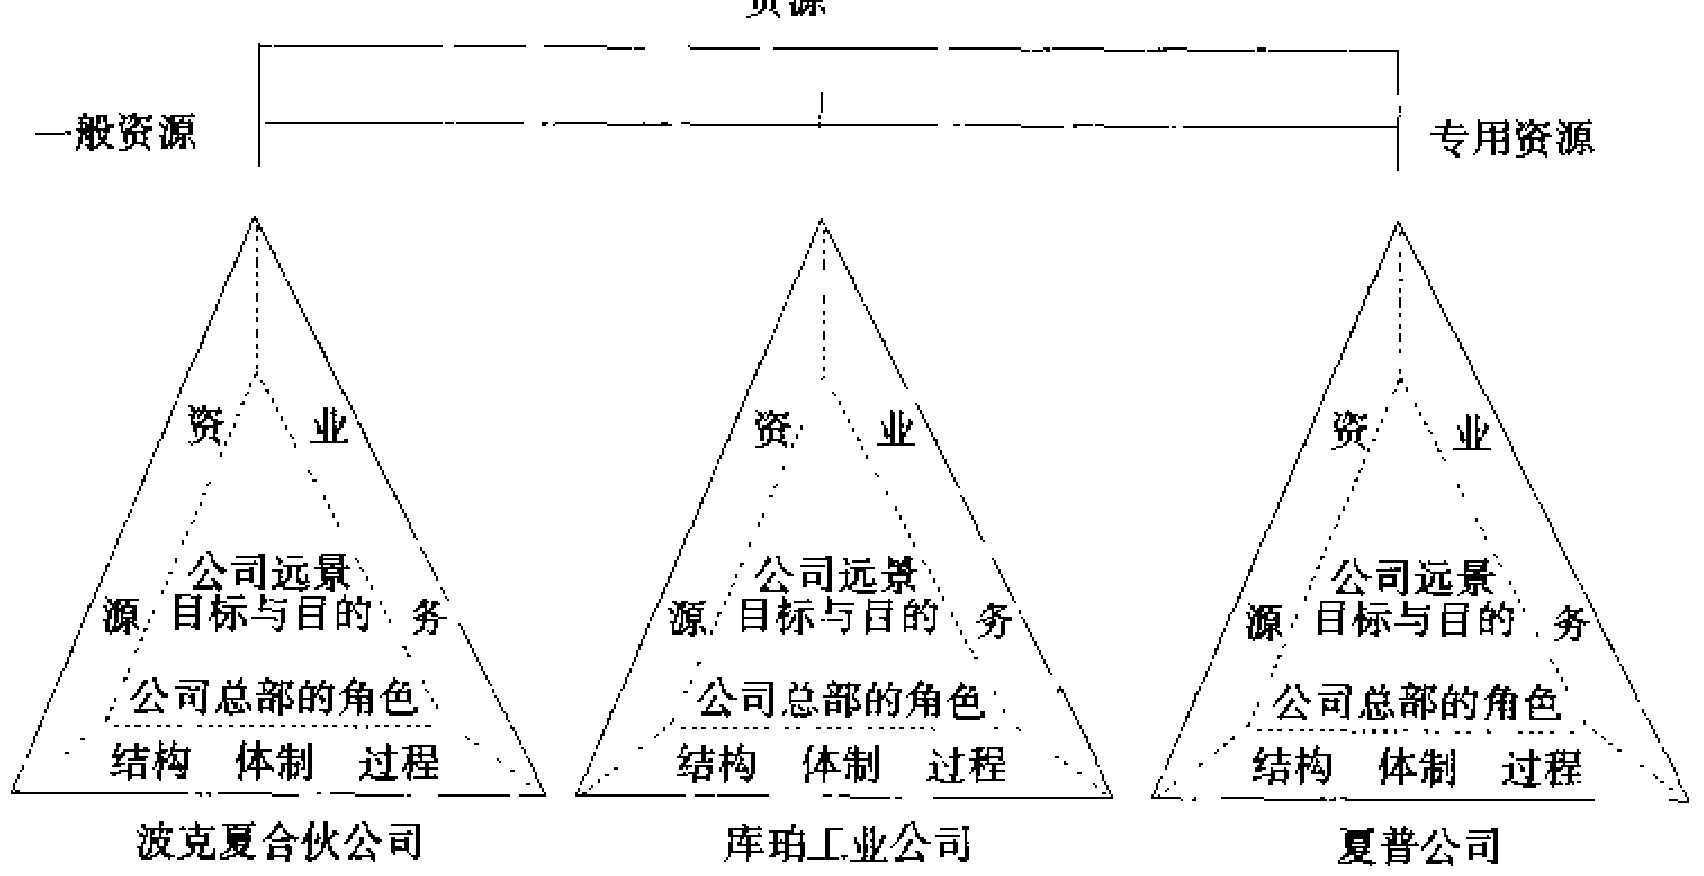 资源
一般资源
专用资源
资 业
公司远景
源 目标与目的 务
公司总部的角色
结构 体制 过程
波克夏合伙公司
资 业
公司远景
源 目标与目的 务
公司总部的角色
结构 体制 过程
库珀工业公司
资 业
公司远景
源 目标与目的 务
公司总部的角色
结构 体制 过程
夏普公司